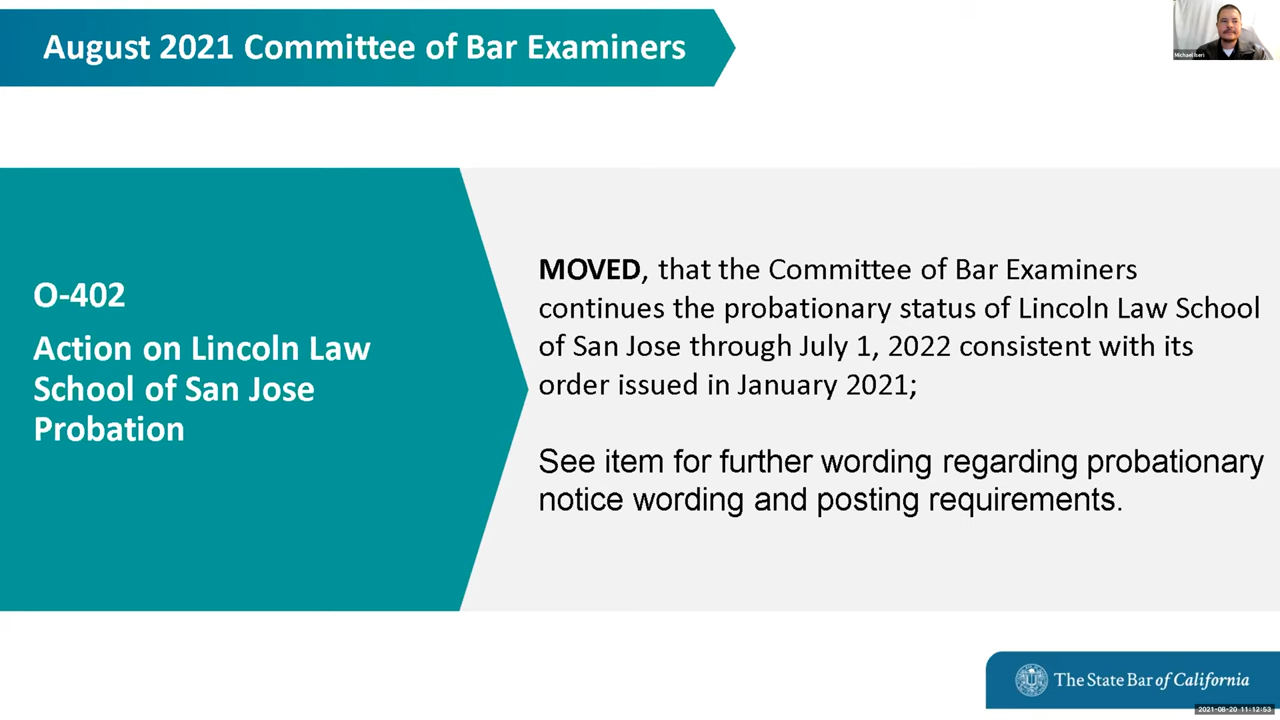 August 2021 Committee of Bar Examiners
Michael Iseri
O-402
Action on Lincoln Law
School of San Jose
Probation
MOVED, that the Committee of Bar Examiners
continues the probationary status of Lincoln Law School
of San Jose through July 1, 2022 consistent with its
order issued in January 2021;
See item for further wording regarding probationary
notice wording and posting requirements.
The State Bar of California
2021-08-20 11:12:53